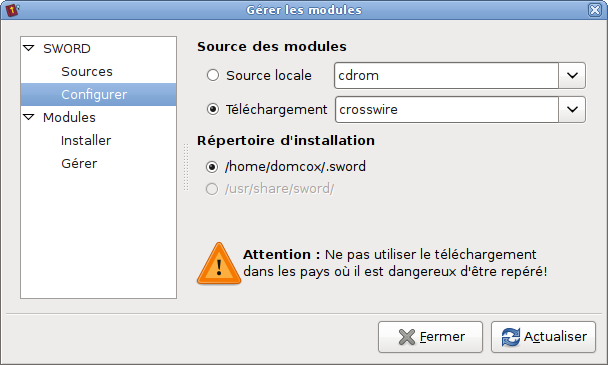 Gérer les modules
SWORD
Sources
Configurer
Modules
Installer
Gérer
Source des modules
Source locale
cdrom
Téléchargement
crosswire
Répertoire d'installation
/home/domcox/.sword
/usr/share/sword/
Attention : Ne pas utiliser le téléchargement
dans les pays où il est dangereux d'être repéré!
Fermer
Actualiser